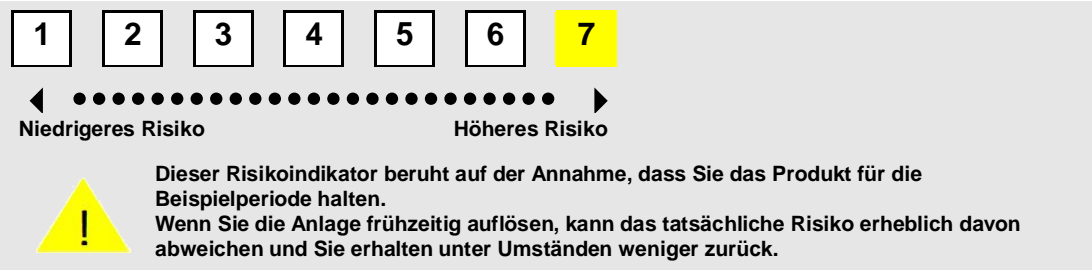 1 2 3 4 5 6 7
Niedrigeres Risiko Höheres Risiko
! Dieser Risikoindikator beruht auf der Annahme, dass Sie das Produkt für die
Beispielperiode halten.
Wenn Sie die Anlage frühzeitig auflösen, kann das tatsächliche Risiko erheblich davon
abweichen und Sie erhalten unter Umständen weniger zurück.